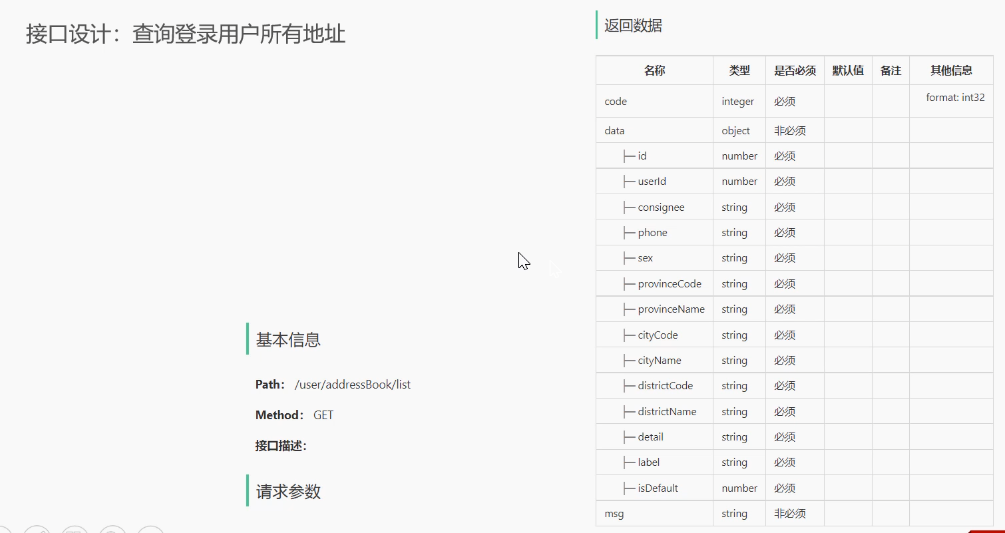 接口设计：查询登录用户所有地址
基本信息
Path： /user/addressBook/list
Method： GET
接口描述：
请求参数
返回数据
名称 类型 是否必须 默认值 备注 其他信息
code integer 必须 format: int32
data object 非必须
├─ id number 必须
├─ userId number 必须
├─ consignee string 必须
├─ phone string 必须
├─ sex string 必须
├─ provinceCode string 必须
├─ provinceName string 必须
├─ cityCode string 必须
├─ cityName string 必须
├─ districtCode string 必须
├─ districtName string 必须
├─ detail string 必须
├─ label string 必须
├─ isDefault number 必须
msg string 非必须